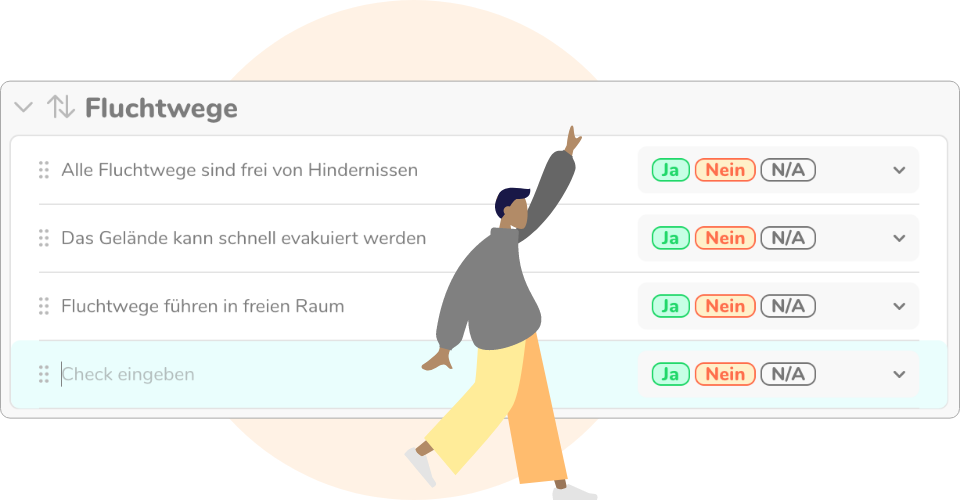 Fluchtwege
Alle Fluchtwege sind frei von Hindernissen Ja Nein N/A
Das Gelände kann schnell evakuiert werden Ja Nein N/A
Fluchtwege führen in freien Raum Ja Nein N/A
Check eingeben Ja Nein N/A